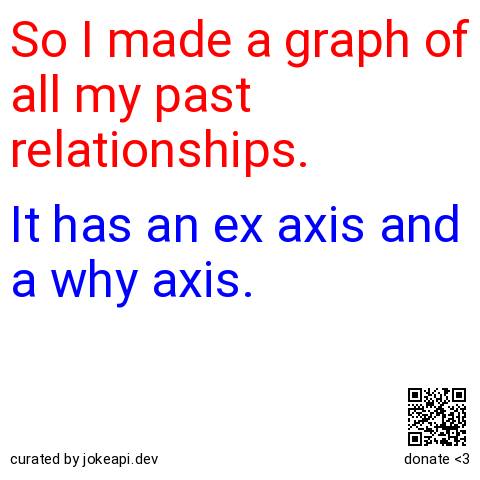 So I made a graph of
all my past
relationships.
It has an ex axis and
a why axis.
curated by jokeapi.dev
donate <3